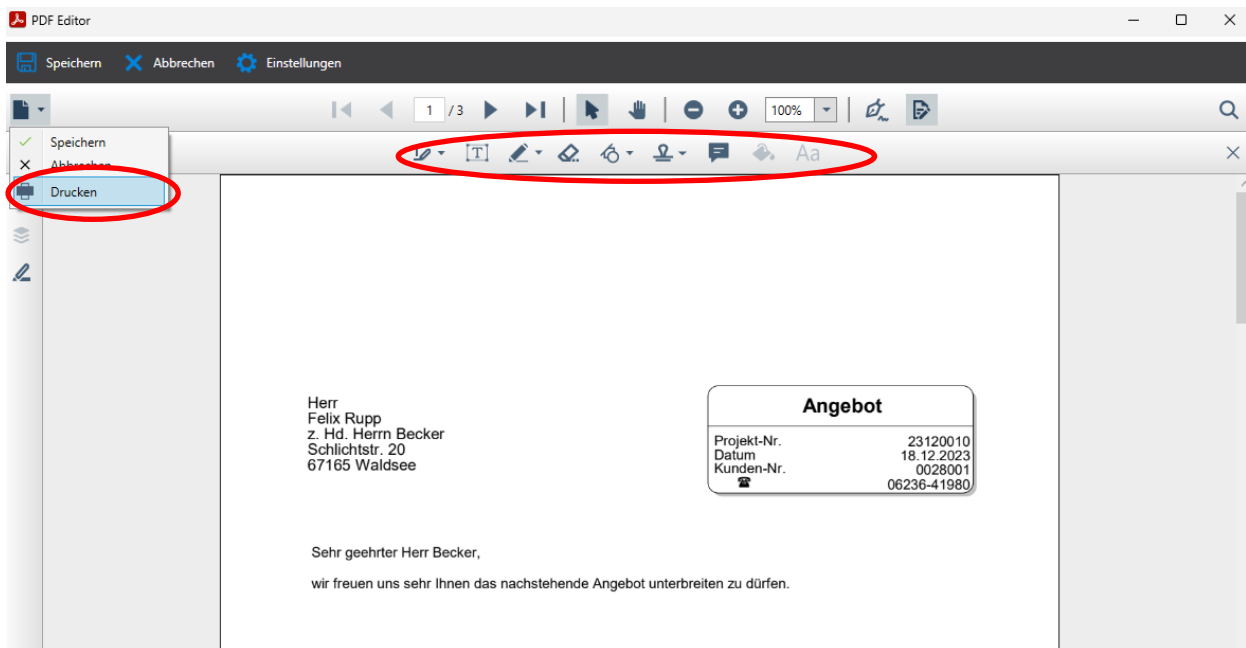 PDF Editor
Speichern Abbrechen Einstellungen
1 /3 100%
Speichern
Abbrechen
Drucken
Aa
Herr
Felix Rupp
z. Hd. Herrn Becker
Schlichtstr. 20
67165 Waldsee
Angebot
Projekt-Nr. 23120010
Datum 18.12.2023
Kunden-Nr. 0028001
☎ 06236-41980
Sehr geehrter Herr Becker,
wir freuen uns sehr Ihnen das nachstehende Angebot unterbreiten zu dürfen.